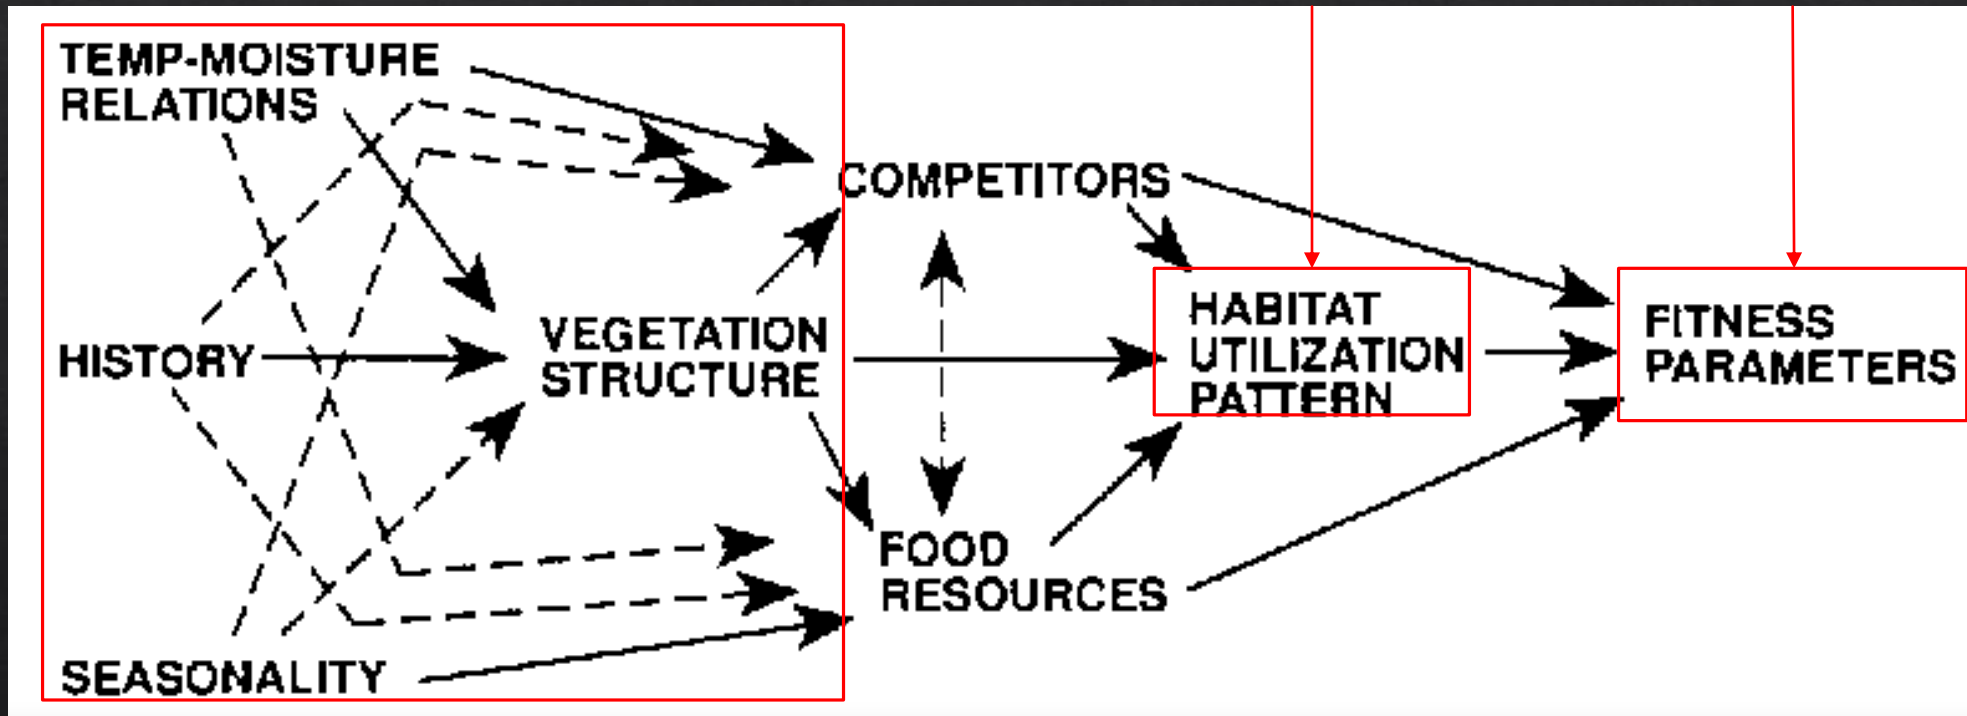 TEMP-MOISTURE
RELATIONS
COMPETITORS
HISTORY
VEGETATION
STRUCTURE
HABITAT
UTILIZATION
PATTERN
FITNESS
PARAMETERS
FOOD
RESOURCES
SEASONALITY